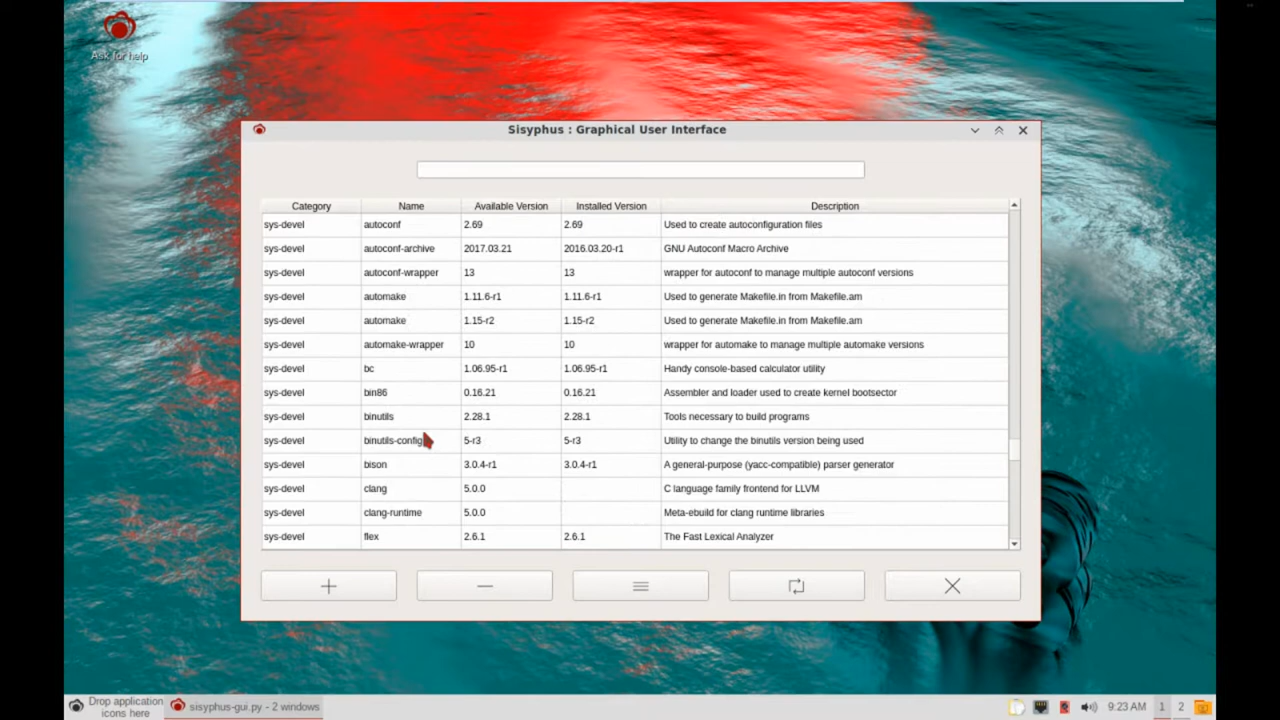 Ask for help
Sisyphus : Graphical User Interface
Category Name Available Version Installed Version Description
sys-devel autoconf 2.69 2.69 Used to create autoconfiguration files
sys-devel autoconf-archive 2017.03.21 2016.03.20-r1 GNU Autoconf Macro Archive
sys-devel autoconf-wrapper 13 13 wrapper for autoconf to manage multiple autoconf versions
sys-devel automake 1.11.6-r1 1.11.6-r1 Used to generate Makefile.in from Makefile.am
sys-devel automake 1.15-r2 1.15-r2 Used to generate Makefile.in from Makefile.am
sys-devel automake-wrapper 10 10 wrapper for automake to manage multiple automake versions
sys-devel bc 1.06.95-r1 1.06.95-r1 Handy console-based calculator utility
sys-devel bin86 0.16.21 0.16.21 Assembler and loader used to create kernel bootsector
sys-devel binutils 2.28.1 2.28.1 Tools necessary to build programs
sys-devel binutils-config 5-r3 5-r3 Utility to change the binutils version being used
sys-devel bison 3.0.4-r1 3.0.4-r1 A general-purpose (yacc-compatible) parser generator
sys-devel clang 5.0.0 C language family frontend for LLVM
sys-devel clang-runtime 5.0.0 Meta-ebuild for clang runtime libraries
sys-devel flex 2.6.1 2.6.1 The Fast Lexical Analyzer
Drop application
icons here
sisyphus-gui.py - 2 windows
9:23 AM 1 2